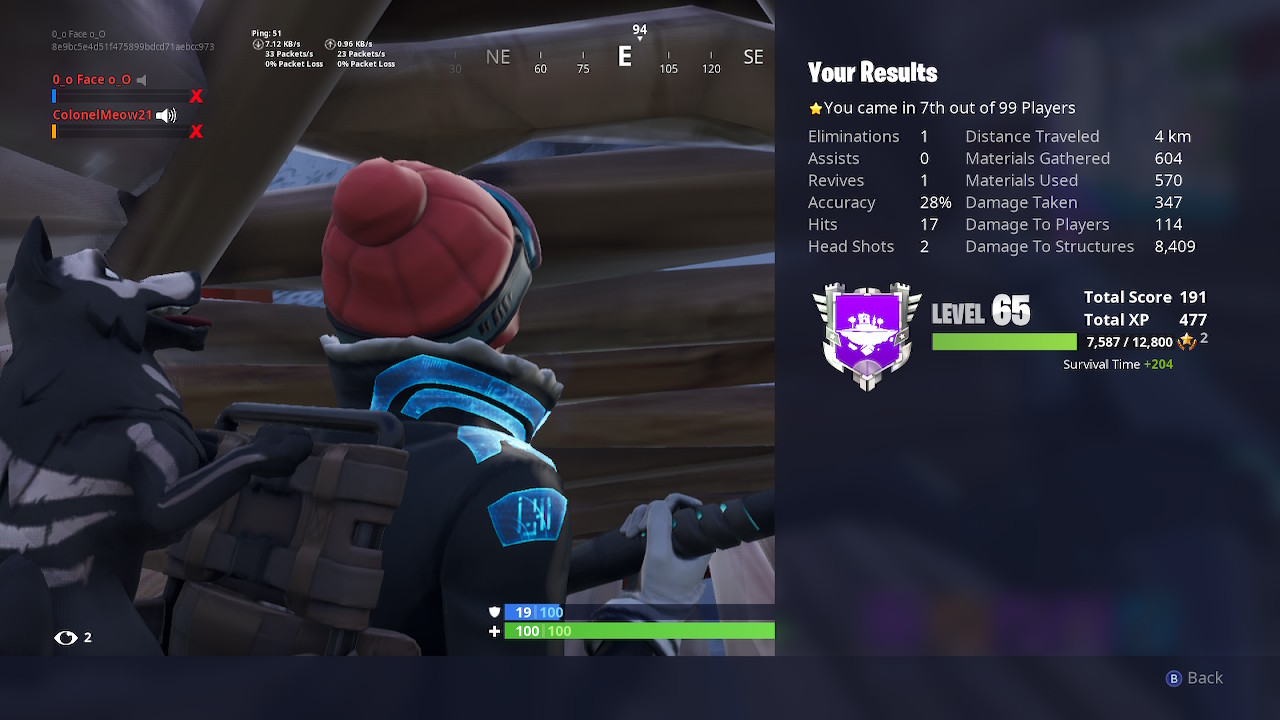 0_o Face o_O
8e9bc5e4d51f475899bdcd71aebcc973
0_o Face o_O
X
ColonelMeow21
X
Ping: 51
7.12 KB/s 0.96 KB/s
33 Packets/s 23 Packets/s
0% Packet Loss 0% Packet Loss
94
30 NE 60 75 E 105 120 SE
19 100
100 100
2
Your Results
You came in 7th out of 99 Players
Eliminations 1 Distance Traveled 4 km
Assists 0 Materials Gathered 604
Revives 1 Materials Used 570
Accuracy 28% Damage Taken 347
Hits 17 Damage To Players 114
Head Shots 2 Damage To Structures 8,409
LEVEL 65
Total Score 191
Total XP 477
7,587 / 12,800 2
Survival Time +204
B Back